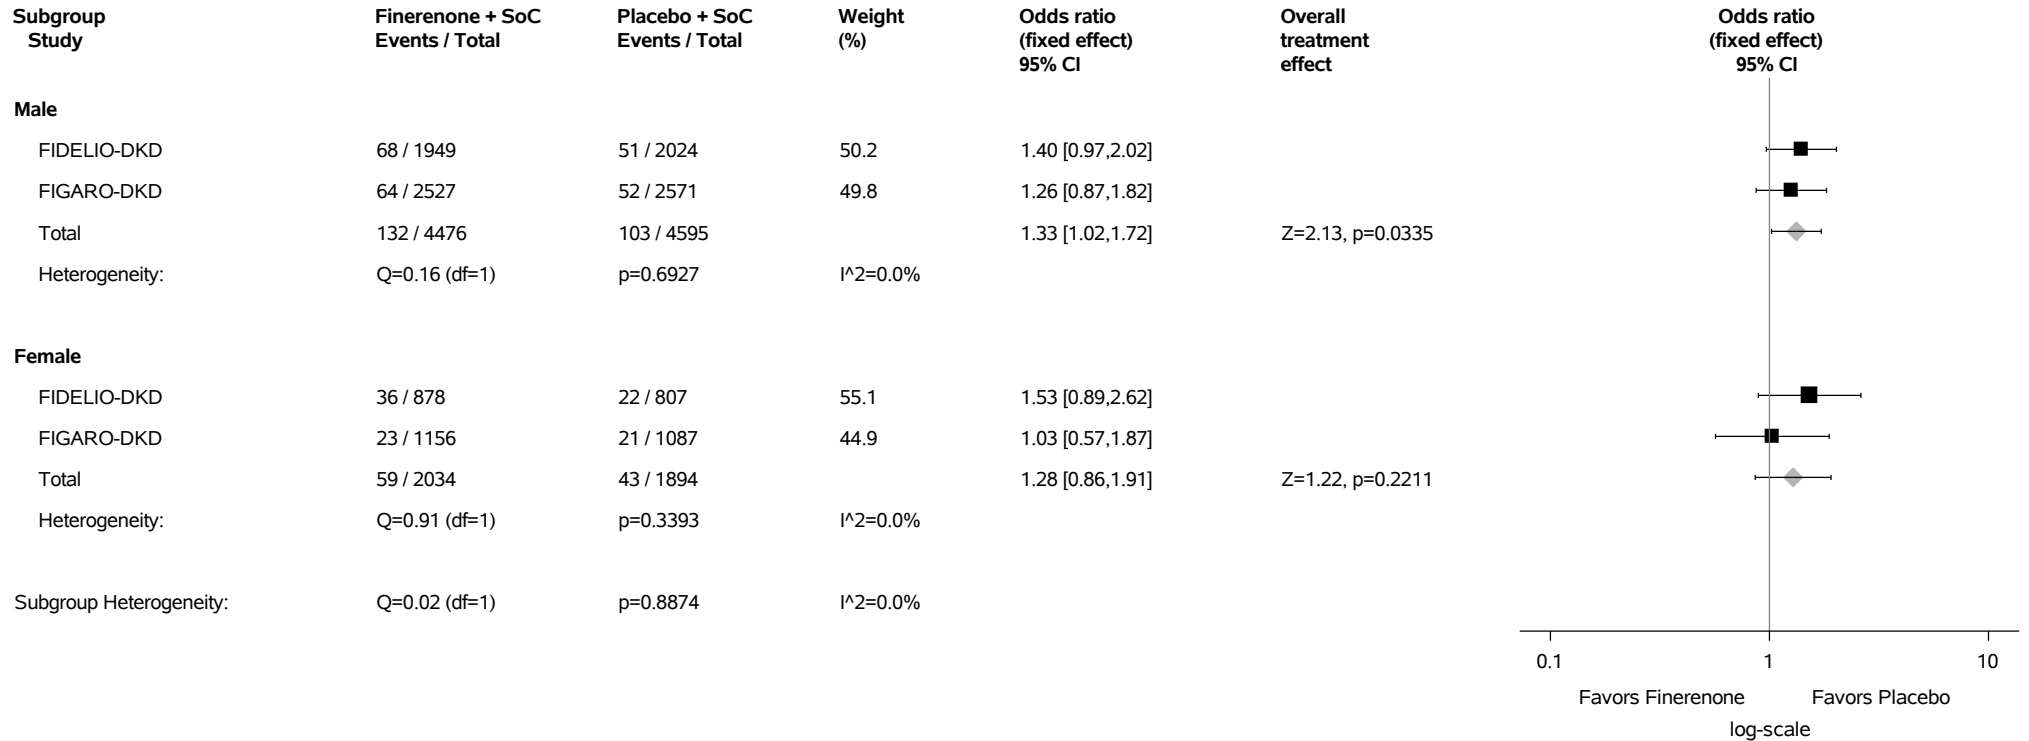 Subgroup Finerenone + SoC Placebo + SoC Weight Odds ratio Overall Odds ratio
Study Events / Total Events / Total (%) (fixed effect) treatment (fixed effect)
95% CI effect 95% CI
Male
FIDELIO-DKD 68 / 1949 51 / 2024 50.2 1.40 [0.97,2.02]
FIGARO-DKD 64 / 2527 52 / 2571 49.8 1.26 [0.87,1.82]
Total 132 / 4476 103 / 4595 1.33 [1.02,1.72] Z=2.13, p=0.0335
Heterogeneity: Q=0.16 (df=1) p=0.6927 I^2=0.0%
Female
FIDELIO-DKD 36 / 878 22 / 807 55.1 1.53 [0.89,2.62]
FIGARO-DKD 23 / 1156 21 / 1087 44.9 1.03 [0.57,1.87]
Total 59 / 2034 43 / 1894 1.28 [0.86,1.91] Z=1.22, p=0.2211
Heterogeneity: Q=0.91 (df=1) p=0.3393 I^2=0.0%
Subgroup Heterogeneity: Q=0.02 (df=1) p=0.8874 I^2=0.0%
0.1 1 10
Favors Finerenone Favors Placebo
log-scale